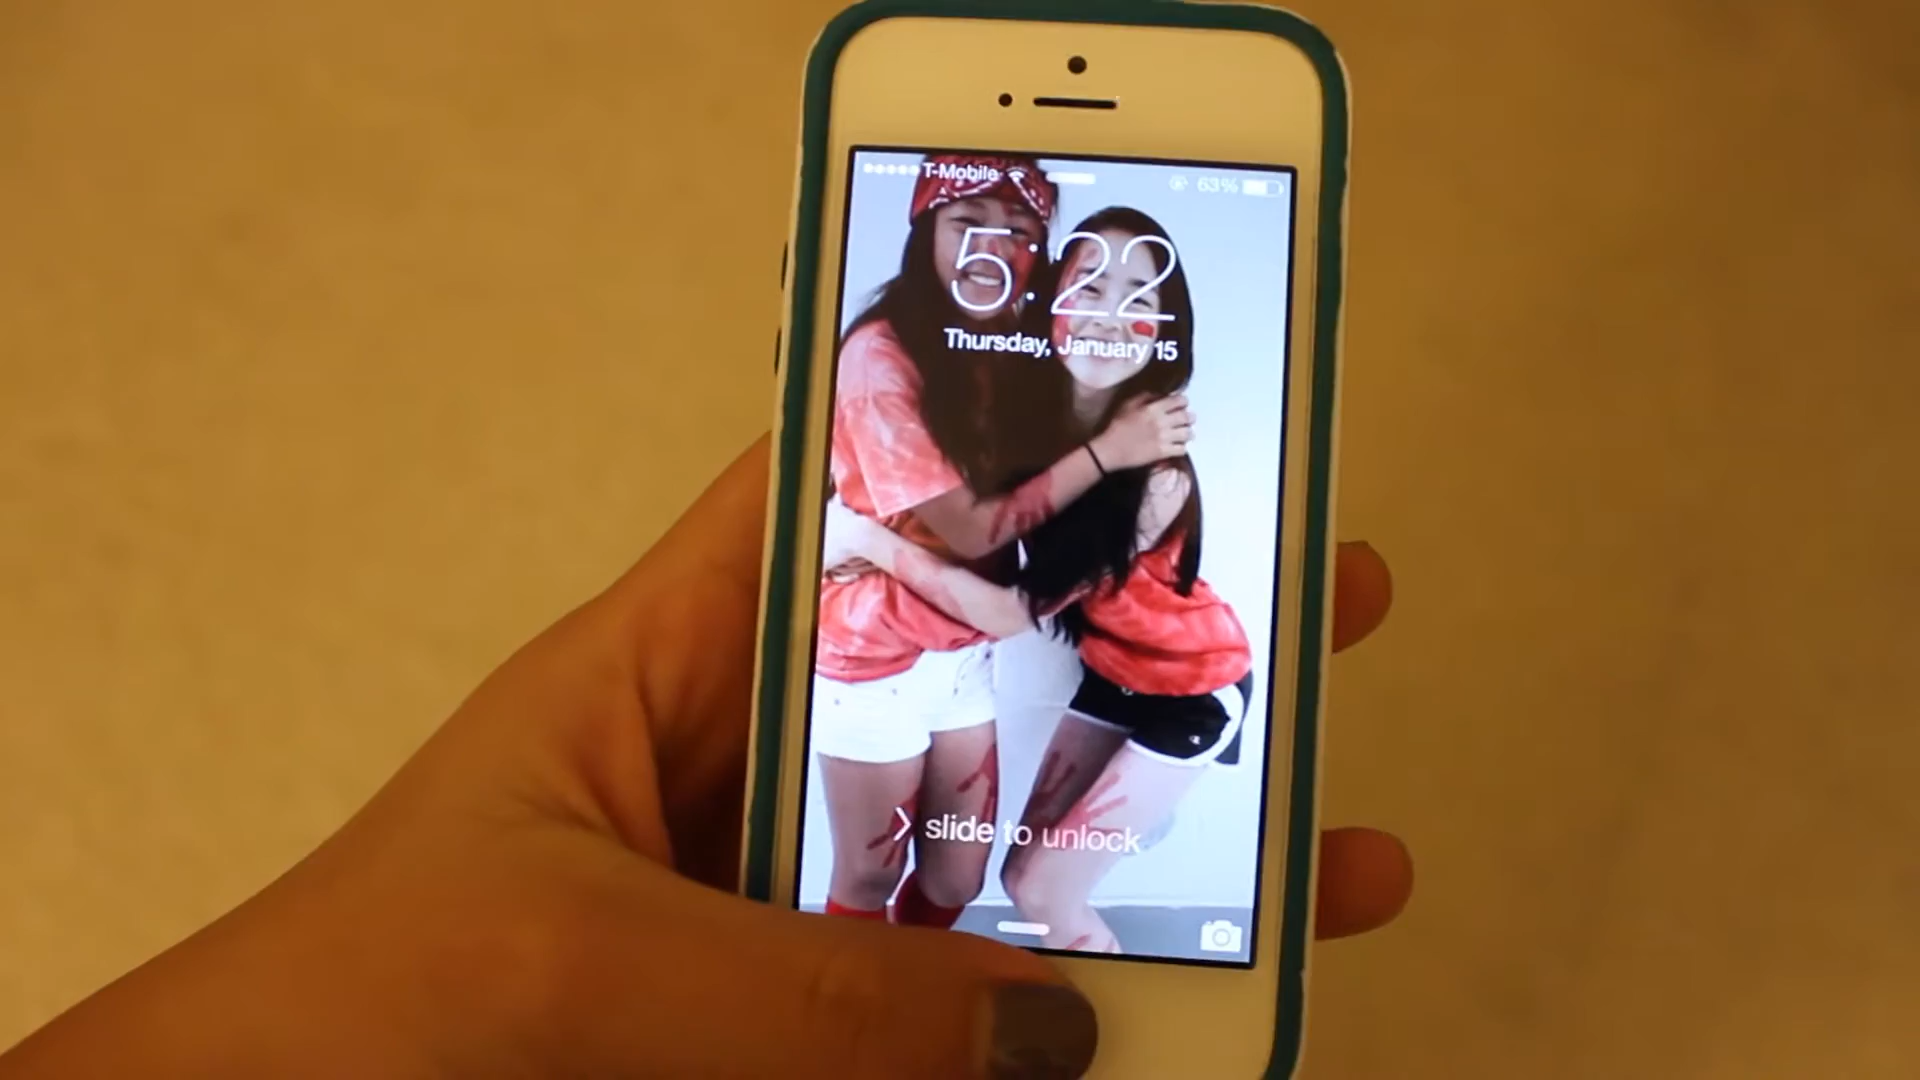 T-Mobile 63%
5:22
Thursday, January 15
slide to unlock